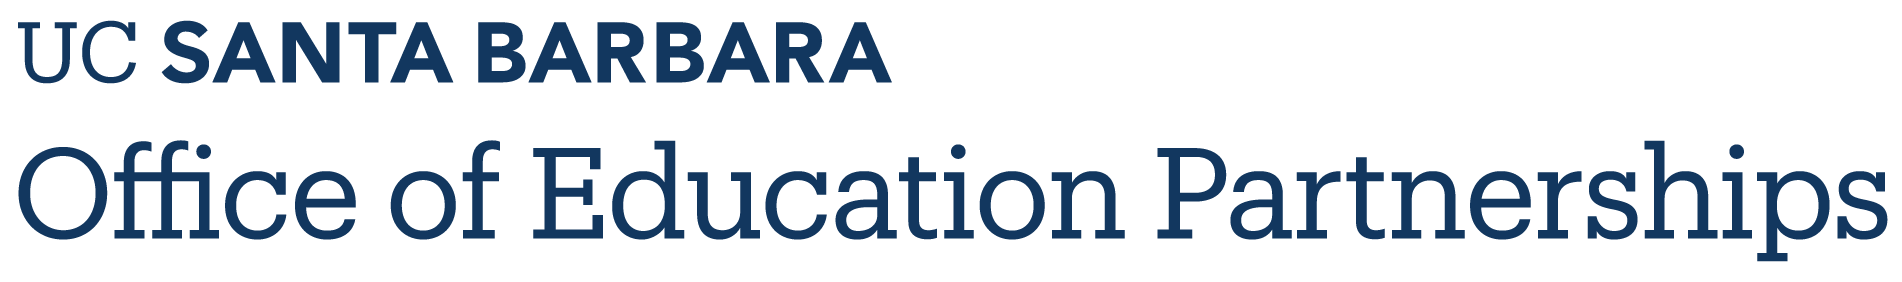 UC SANTA BARBARA
Office of Education Partnerships